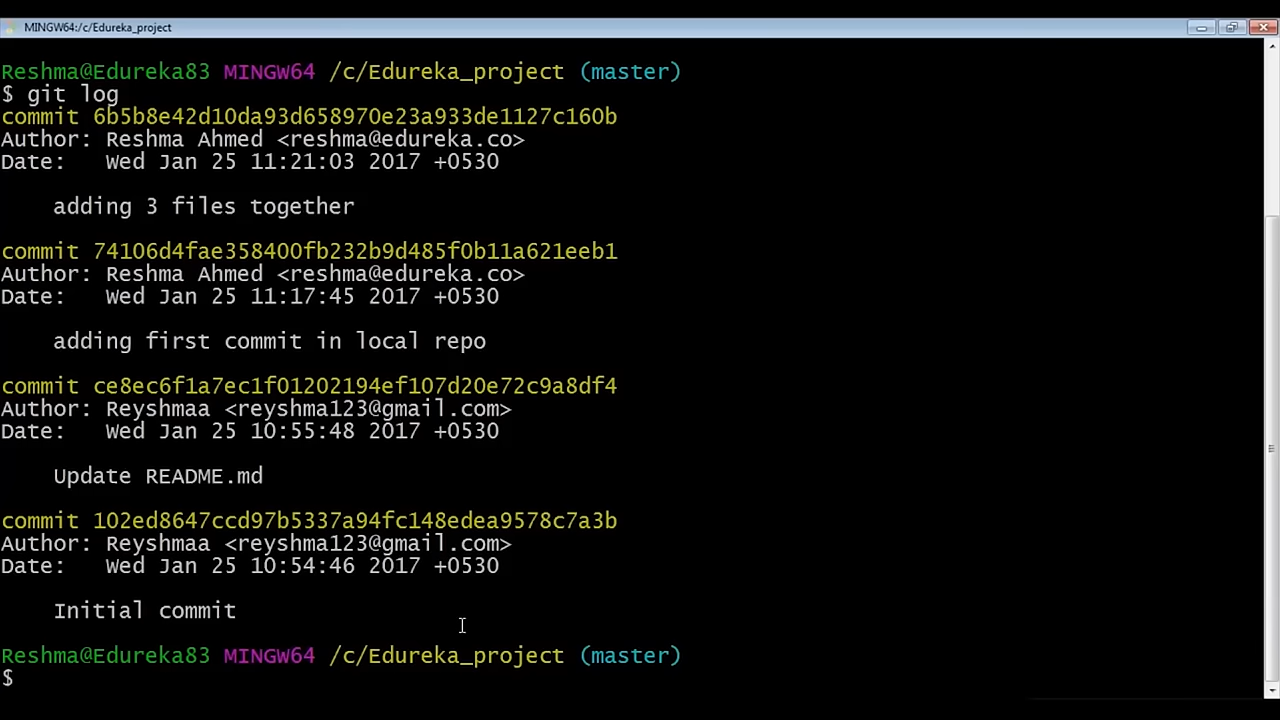 MINGW64:/c/Edureka_project
Reshma@Edureka83 MINGW64 /c/Edureka_project (master)
$ git log
commit 6b5b8e42d10da93d658970e23a933de1127c160b
Author: Reshma Ahmed <reshma@edureka.co>
Date:   Wed Jan 25 11:21:03 2017 +0530
    adding 3 files together
commit 74106d4fae358400fb232b9d485f0b11a621eeb1
Author: Reshma Ahmed <reshma@edureka.co>
Date:   Wed Jan 25 11:17:45 2017 +0530
    adding first commit in local repo
commit ce8ec6f1a7ec1f01202194ef107d20e72c9a8df4
Author: Reyshmaa <reyshma123@gmail.com>
Date:   Wed Jan 25 10:55:48 2017 +0530
    Update README.md
commit 102ed8647ccd97b5337a94fc148edea9578c7a3b
Author: Reyshmaa <reyshma123@gmail.com>
Date:   Wed Jan 25 10:54:46 2017 +0530
    Initial commit
Reshma@Edureka83 MINGW64 /c/Edureka_project (master)
$